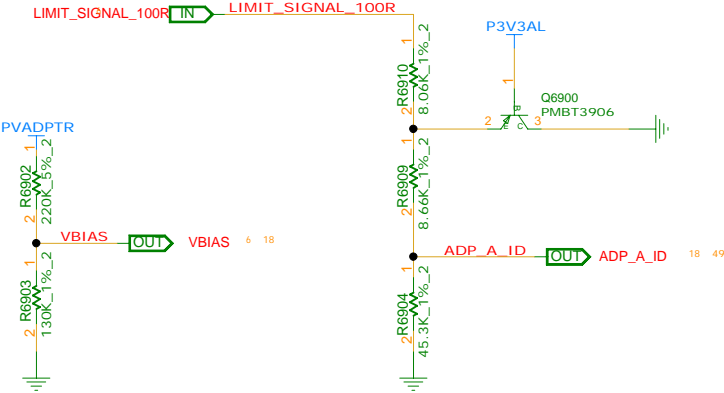 LIMIT_SIGNAL_100R IN LIMIT_SIGNAL_100R
P3V3AL
1
R6910
8.06K_1%_2
2
1
B
Q6900
PMBT3906
2 E C 3
PVADPTR
1
R6902
220K_5%_2
2
1
R6909
8.66K_1%_2
2
VBIAS OUT VBIAS 6 18
ADP_A_ID OUT ADP_A_ID 18 49
1
R6903
130K_1%_2
2
1
R6904
45.3K_1%_2
2